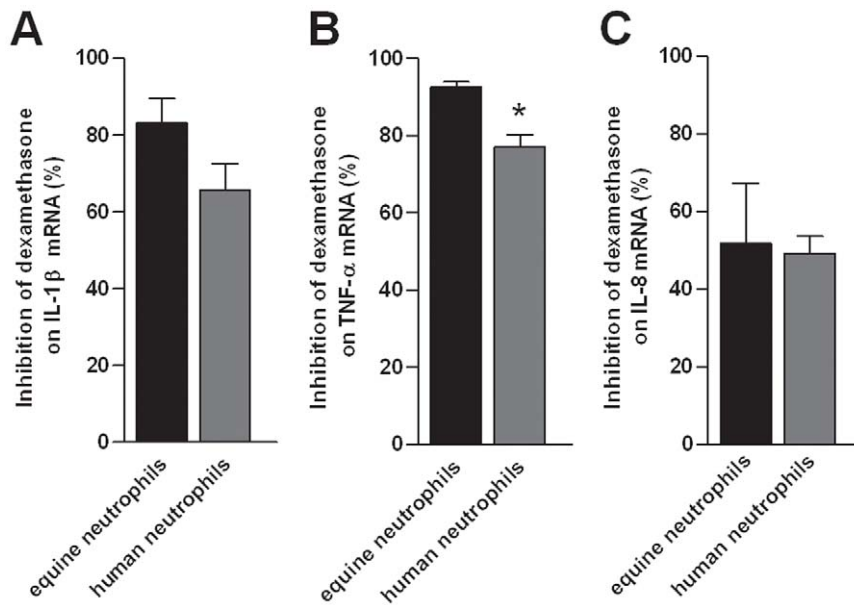 A
B
C
Inhibition of dexamethasone
on IL-1β mRNA (%)
100
80
60
40
20
0
equine neutrophils
human neutrophils
Inhibition of dexamethasone
on TNF-α mRNA (%)
100
80
60
40
20
0
*
equine neutrophils
human neutrophils
Inhibition of dexamethasone
on IL-8 mRNA (%)
100
80
60
40
20
0
equine neutrophils
human neutrophils